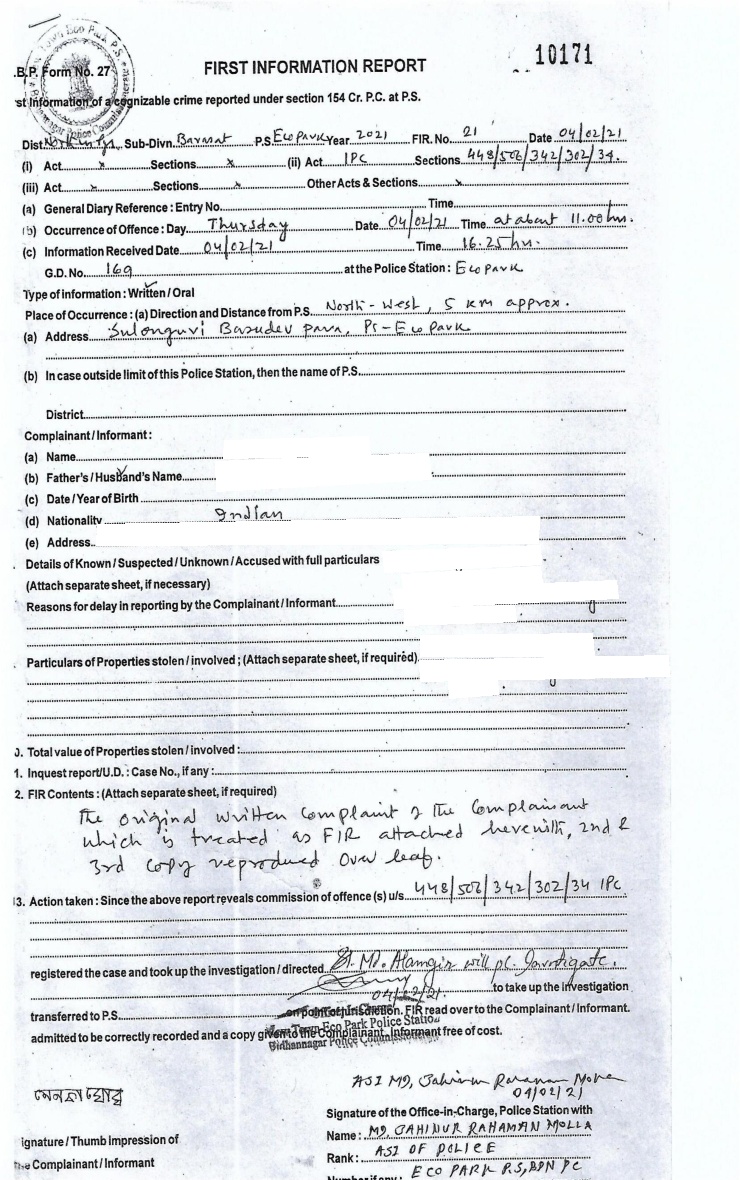 10171
.B.P. Form No. 27
FIRST INFORMATION REPORT
st Information of a cognizable crime reported under section 154 Cr. P.C. at P.S.
Dist. Sub-Divn. Barasat P.S. Eco Park Year 2021 FIR. No. 21 Date 04/02/21
(i) Act x Sections x (ii) Act IPC Sections 448/506/342/302/34.
(iii) Act x Sections x Other Acts & Sections x
(a) General Diary Reference : Entry No. Time
(b) Occurrence of Offence : Day Thursday Date 04/02/21 Time at about 11.00 hrs.
(c) Information Received Date 04/02/21 Time 16.25 hrs.
G.D. No. 169 at the Police Station : Eco Park
Type of information : Written / Oral
Place of Occurrence : (a) Direction and Distance from P.S. North-West, 5 km approx.
(a) Address Sulonguri Basudev para, Ps-Eco Park
(b) In case outside limit of this Police Station, then the name of P.S.
District
Complainant / Informant :
(a) Name
(b) Father's / Husband's Name
(c) Date / Year of Birth
(d) Nationality Indian
(e) Address
Details of Known / Suspected / Unknown / Accused with full particulars
(Attach separate sheet, if necessary)
Reasons for delay in reporting by the Complainant / Informant
Particulars of Properties stolen / involved ; (Attach separate sheet, if required)
0. Total value of Properties stolen / involved :
1. Inquest report/U.D. : Case No., if any :
2. FIR Contents : (Attach separate sheet, if required)
The original written complaint of the complainant
which is treated as FIR attached herewith, 2nd &
3rd copy reproduced over leaf.
13. Action taken : Since the above report reveals commission of offence (s) u/s 448/506/342/302/34 IPC
registered the case and took up the investigation / directed SI. Md. Alamgir will pl. Investigate.
04/02/21. to take up the Investigation
transferred to P.S. on point of jurisdiction. FIR read over to the Complainant / Informant.
admitted to be correctly recorded and a copy given to the Complainant. Informant free of cost.
Town Eco Park Police Station
Bidhannagar Police
ASI MD, Jahinur Rahaman Molla
04/02/21
Signature of the Office-in-Charge, Police Station with
Name : MD, JAHINUR RAHAMAN MOLLA
ignature / Thumb Impression of
Rank : ASI OF POLICE
the Complainant / Informant
Number if any : ECO PARK P.S, BDN PC